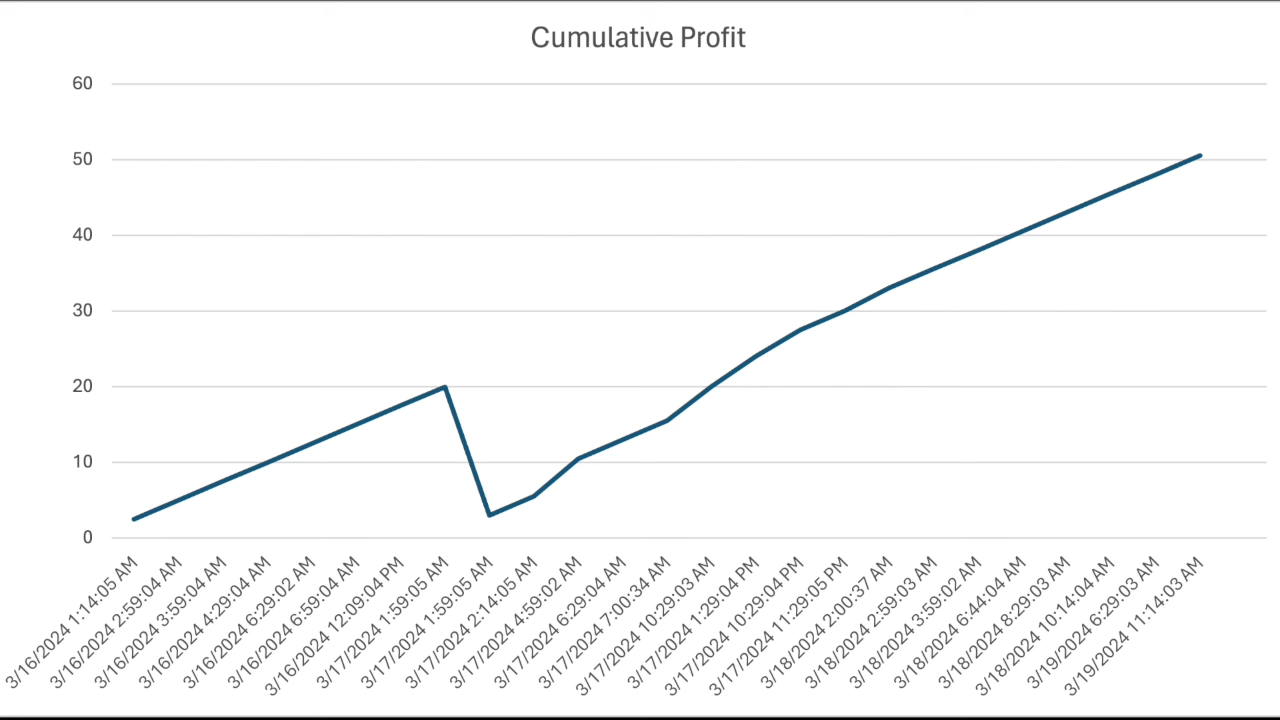 Cumulative Profit
60
50
40
30
20
10
0
3/16/2024 1:14:05 AM
3/16/2024 2:59:04 AM
3/16/2024 3:59:04 AM
3/16/2024 4:29:04 AM
3/16/2024 6:29:02 AM
3/16/2024 6:59:04 AM
3/16/2024 12:09:04 PM
3/17/2024 1:59:05 AM
3/17/2024 1:59:05 AM
3/17/2024 2:14:05 AM
3/17/2024 4:59:02 AM
3/17/2024 6:29:04 AM
3/17/2024 7:00:34 AM
3/17/2024 10:29:03 AM
3/17/2024 1:29:04 PM
3/17/2024 10:29:04 PM
3/17/2024 11:29:05 PM
3/18/2024 2:00:37 AM
3/18/2024 2:59:03 AM
3/18/2024 3:59:02 AM
3/18/2024 6:44:04 AM
3/18/2024 8:29:03 AM
3/18/2024 10:14:04 AM
3/19/2024 6:29:03 AM
3/19/2024 11:14:03 AM